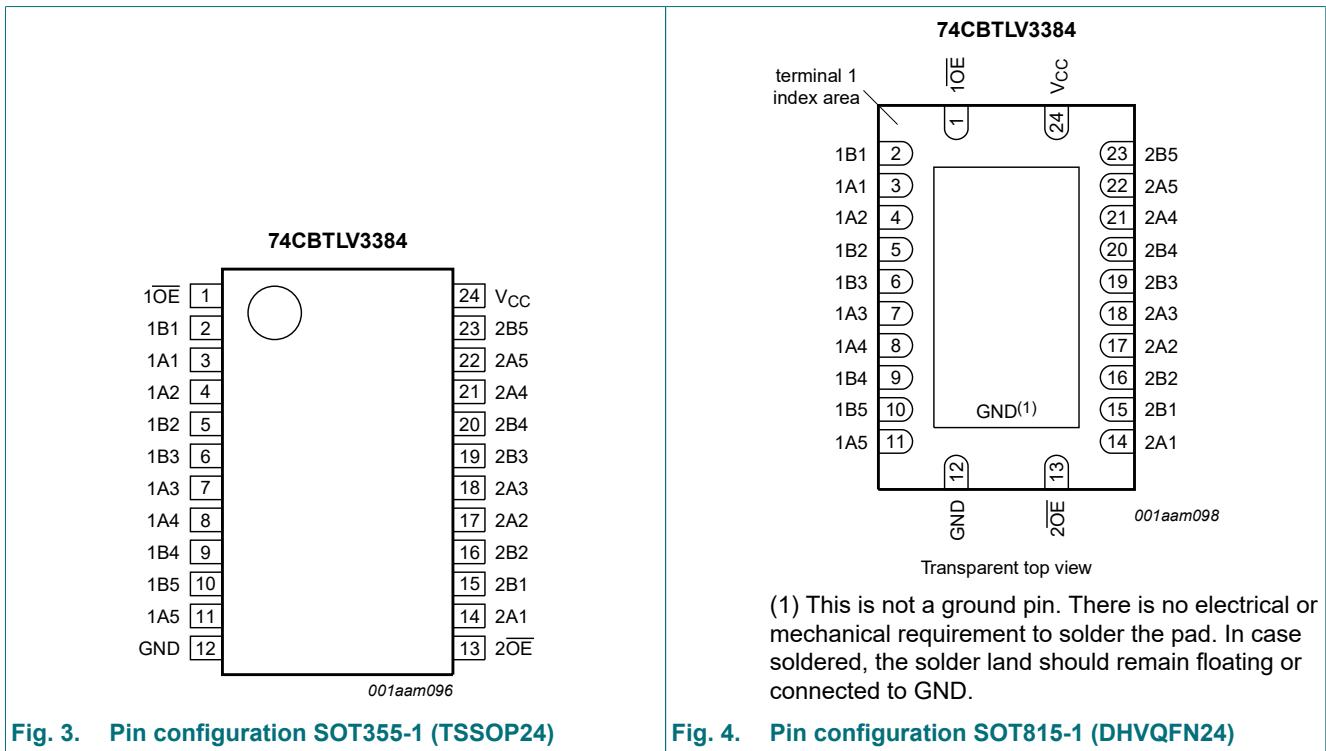 74CBTLV3384
1OE 1
1B1 2
1A1 3
1A2 4
1B2 5
1B3 6
1A3 7
1A4 8
1B4 9
1B5 10
1A5 11
GND 12
24 VCC
23 2B5
22 2A5
21 2A4
20 2B4
19 2B3
18 2A3
17 2A2
16 2B2
15 2B1
14 2A1
13 2OE
001aam096
Fig. 3. Pin configuration SOT355-1 (TSSOP24)
74CBTLV3384
terminal 1
index area
1OE
VCC
1
24
1B1 2
1A1 3
1A2 4
1B2 5
1B3 6
1A3 7
1A4 8
1B4 9
1B5 10
1A5 11
23 2B5
22 2A5
21 2A4
20 2B4
19 2B3
18 2A3
17 2A2
16 2B2
15 2B1
14 2A1
GND(1)
12
13
GND
2OE
001aam098
Transparent top view
(1) This is not a ground pin. There is no electrical or
mechanical requirement to solder the pad. In case
soldered, the solder land should remain floating or
connected to GND.
Fig. 4. Pin configuration SOT815-1 (DHVQFN24)